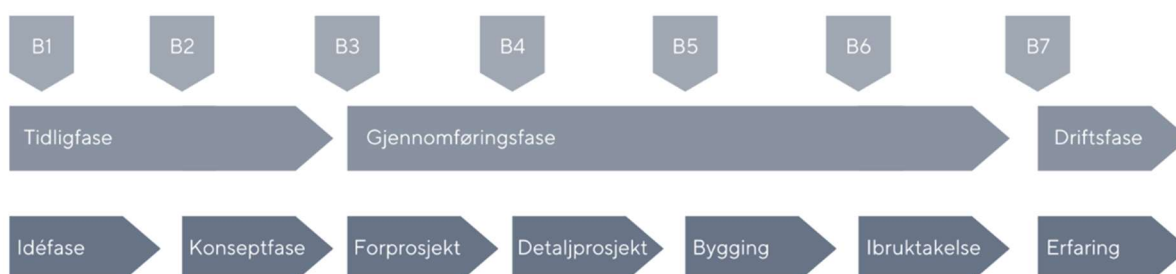 B1 B2 B3 B4 B5 B6 B7
Tidligfase Gjennomføringsfase Driftsfase
Idéfase Konseptfase Forprosjekt Detaljprosjekt Bygging Ibruktakelse Erfaring